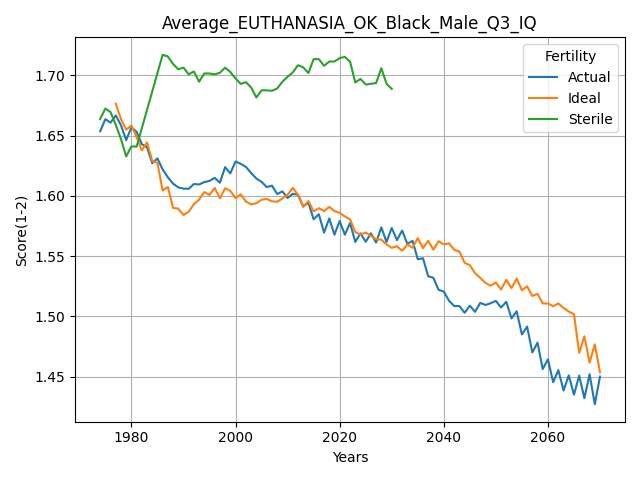 Average_EUTHANASIA_OK_Black_Male_Q3_IQ
Fertility
Actual
Ideal
Sterile
Score(1-2)
1.70
1.65
1.60
1.55
1.50
1.45
1980 2000 2020 2040 2060
Years